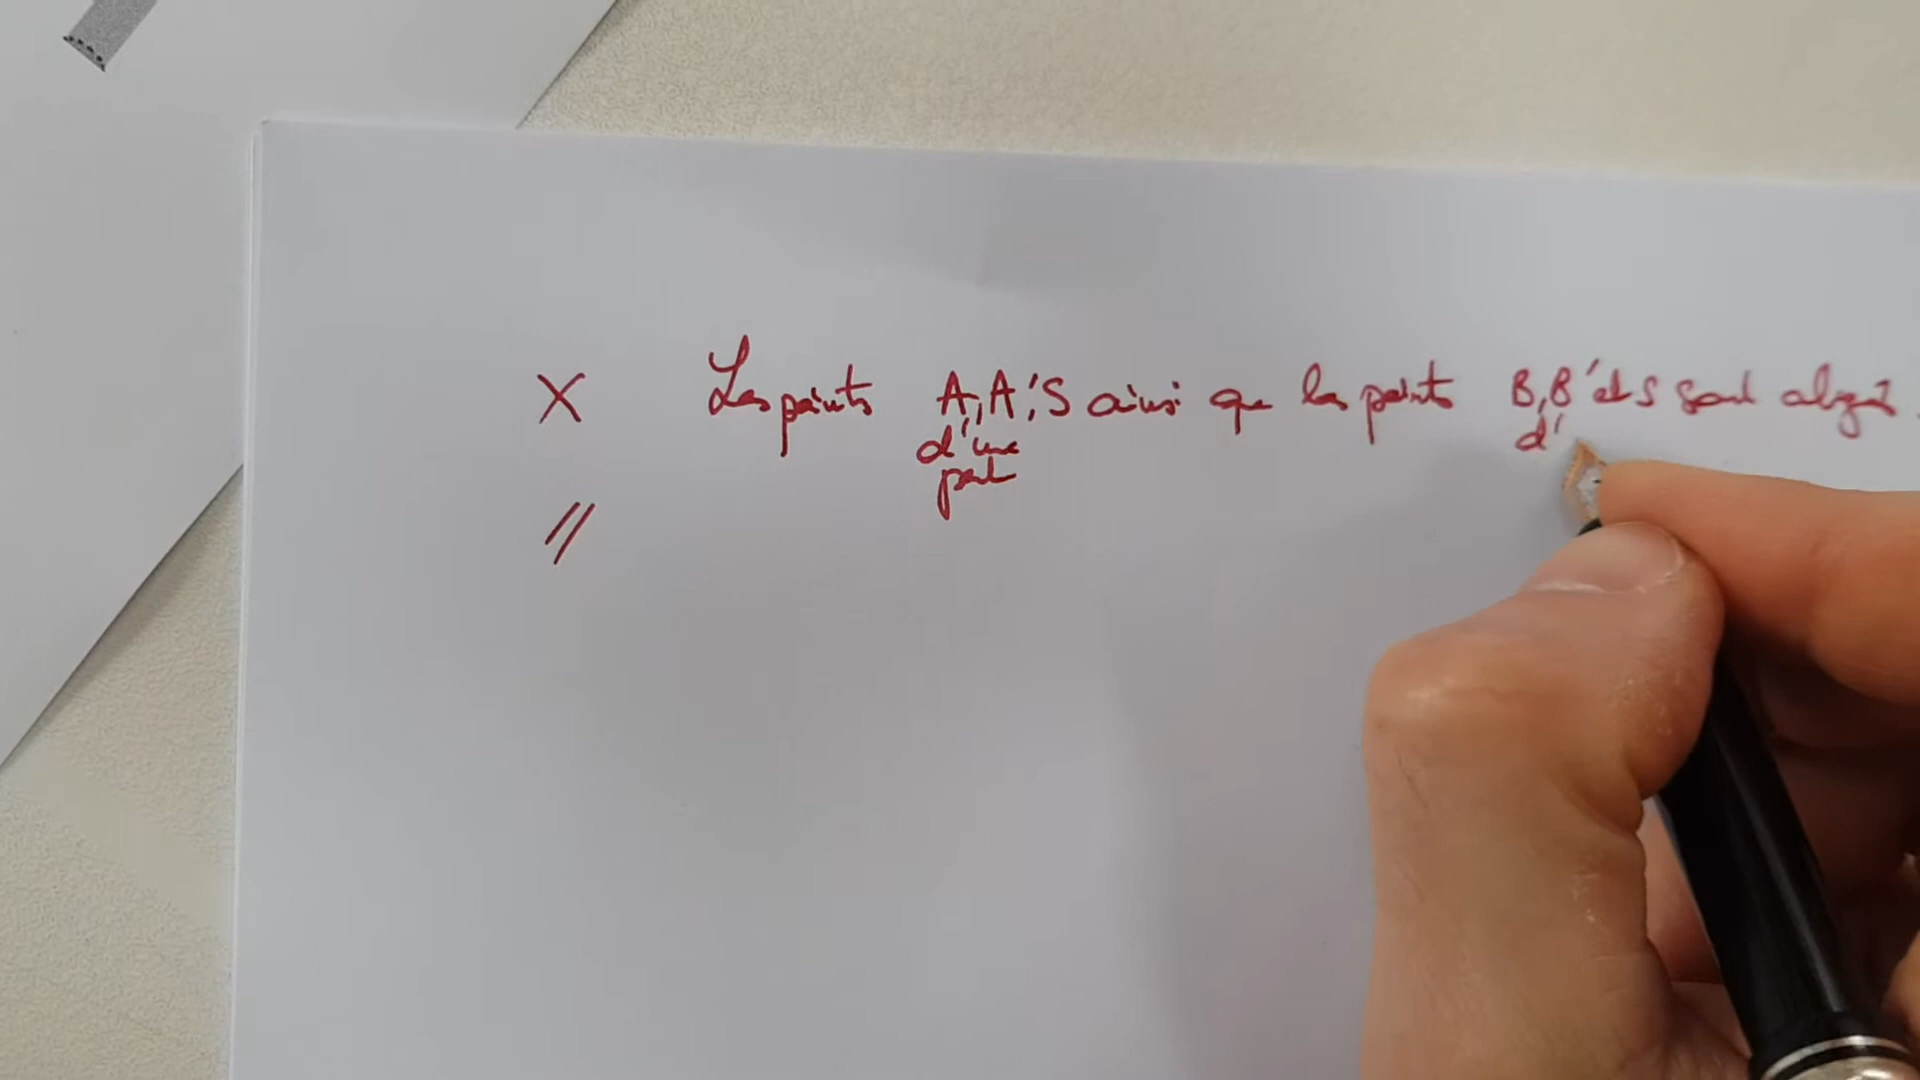 X Les points A, A', S ainsi que les points B, B' et S sont alignés.
d'une d'
part
//